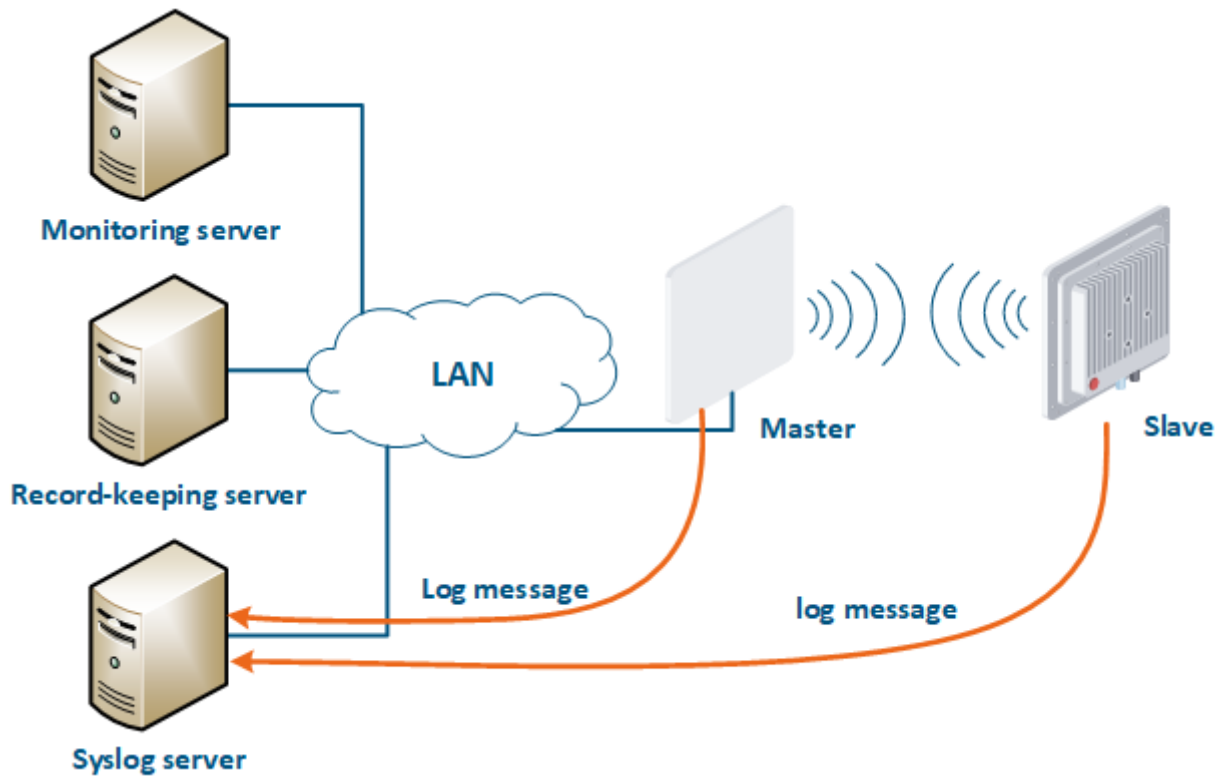 Monitoring server
LAN
Master
Slave
Record-keeping server
Log message
log message
Syslog server